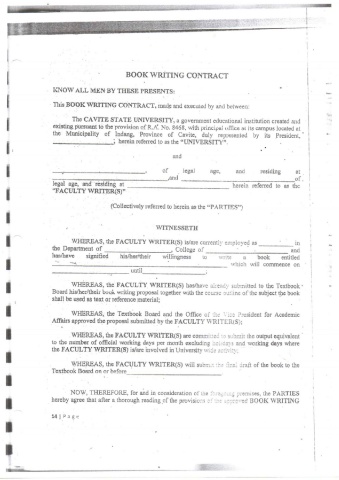 BOOK WRITING CONTRACT
KNOW ALL MEN BY THESE PRESENTS:
This BOOK WRITING CONTRACT, made and executed by and between:
The CAVITE STATE UNIVERSITY, a government educational institution created and
existing pursuant to the provision of R.A. No. 8468, with principal office at its campus located at
the Municipality of Indang, Province of Cavite, duly represented by its President,
____________; herein referred to as the "UNIVERSITY".
and
____________, of legal age, and residing at
____________, and ____________ of
legal age, and residing at ____________ herein referred to as the
"FACULTY WRITER(S)"
(Collectively referred to herein as the "PARTIES")
WITNESSETH
WHEREAS, the FACULTY WRITER(S) is/are currently employed as ________ in
the Department of ____________, College of ____________, and
has/have signified his/her/their willingness to write a book entitled
____________ which will commence on
____________ until ____________.
WHEREAS, the FACULTY WRITER(S) has/have already submitted to the Textbook
Board his/her/their book writing proposal together with the course outline of the subject the book
shall be used as text or reference material;
WHEREAS, the Textbook Board and the Office of the Vice President for Academic
Affairs approved the proposal submitted by the FACULTY WRITER(S);
WHEREAS, the FACULTY WRITER(S) are committed to submit the output equivalent
to the number of official working days per month excluding holidays and working days where
the FACULTY WRITER(S) is/are involved in University wide activity.
WHEREAS, the FACULTY WRITER(S) will submit the final draft of the book to the
Textbook Board on or before ____________
NOW, THEREFORE, for and in consideration of the foregoing premises, the PARTIES
hereby agree that after a thorough reading of the provisions of the approved BOOK WRITING
| P a g e